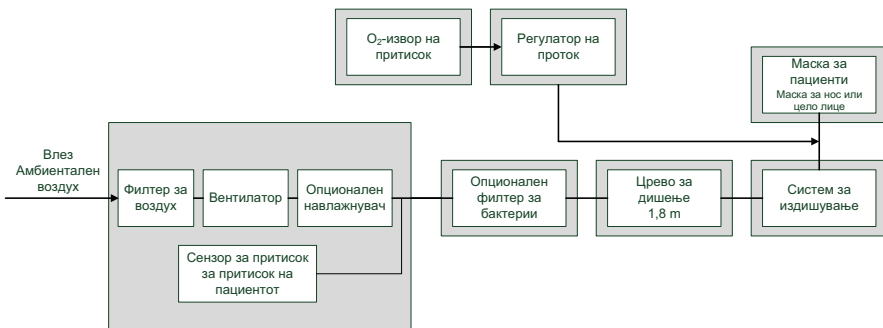 O₂-извор на
притисок
Регулатор на
проток
Маска за
пациенти
Маска за нос или
цело лице
Влез
Амбиентален
воздух
Филтер за
воздух
Вентилатор
Опционален
навлажнувач
Опционален
филтер за
бактерии
Црево за
дишење
1,8 m
Систем за
издишување
Сензор за притисок
за притисок на
пациентот